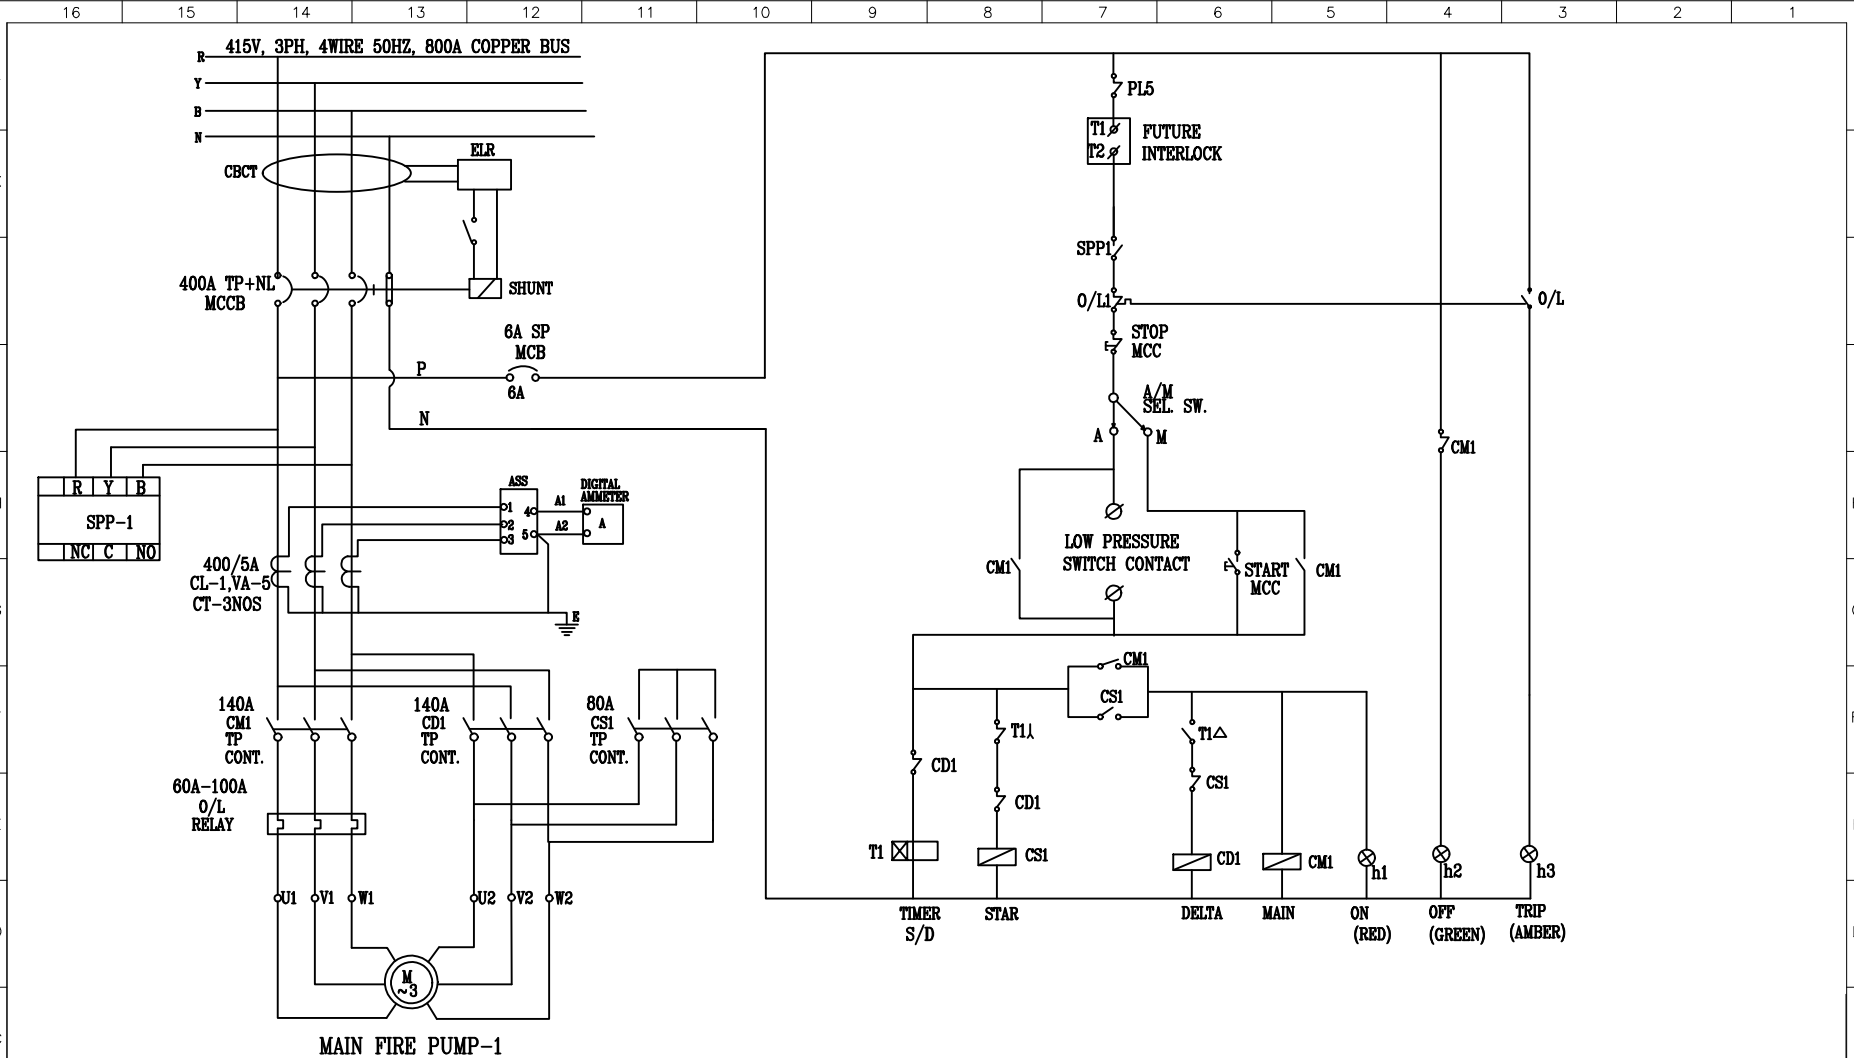 16 15 14 13 12 11 10 9 8 7 6 5 4 3 2 1
415V, 3PH, 4WIRE 50HZ, 800A COPPER BUS
R
Y
B
N
CBCT
ELR
400A TP+NL
MCCB
SHUNT
6A SP
MCB
6A
P
N
R Y B
SPP-1
NC C NO
ASS
1
2
3
4
5
A1
A2
DIGITAL
AMMETER
A
400/5A
CL-1,VA-5
CT-3NOS
E
140A
CM1
TP
CONT.
140A
CD1
TP
CONT.
80A
CS1
TP
CONT.
60A-100A
O/L
RELAY
U1 V1 W1 U2 V2 W2
M
~3
MAIN FIRE PUMP-1
PL5
T1
T2
FUTURE
INTERLOCK
SPP1
O/L1
O/L
STOP
MCC
A/M
SEL. SW.
A
M
CM1
LOW PRESSURE
SWITCH CONTACT
CM1
START
MCC
CM1
CM1
CS1
CD1
T1
CD1
T1
CS1
T1
CS1
CD1
CM1
h1
h2
h3
TIMER
S/D
STAR
DELTA
MAIN
ON
(RED)
OFF
(GREEN)
TRIP
(AMBER)